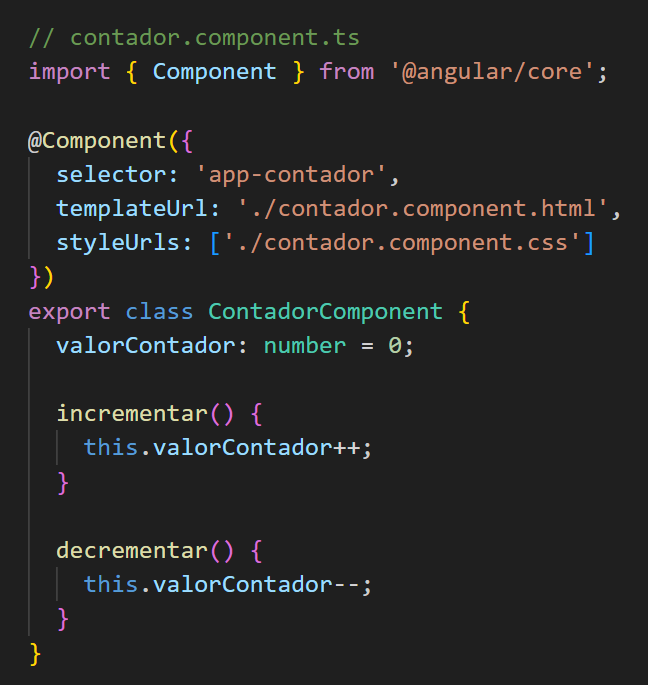 // contador.component.ts
import { Component } from '@angular/core';
@Component({
  selector: 'app-contador',
  templateUrl: './contador.component.html',
  styleUrls: ['./contador.component.css']
})
export class ContadorComponent {
  valorContador: number = 0;
  incrementar() {
    this.valorContador++;
  }
  decrementar() {
    this.valorContador--;
  }
}